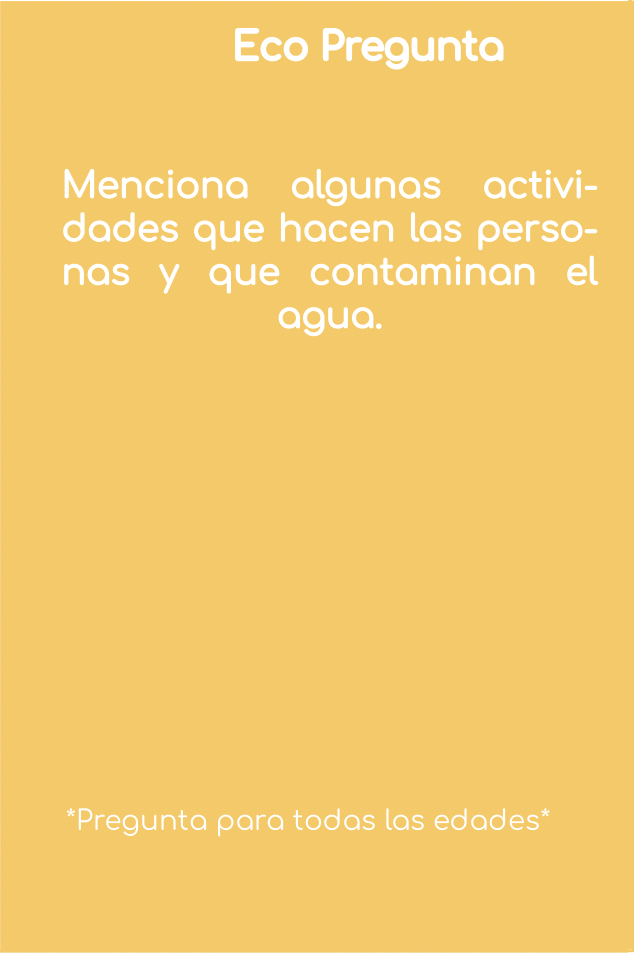 Eco Pregunta
Menciona algunas activi-
dades que hacen las perso-
nas y que contaminan el
agua.
*Pregunta para todas las edades*